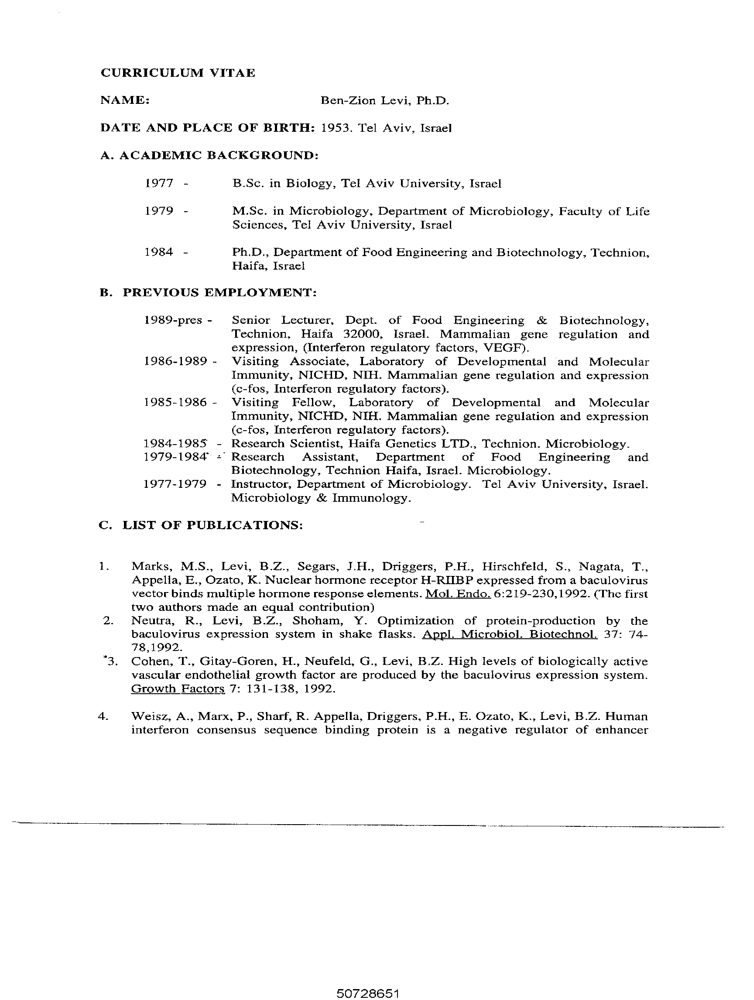 CURRICULUM VITAE
NAME: Ben-Zion Levi, Ph.D.
DATE AND PLACE OF BIRTH: 1953. Tel Aviv, Israel
A. ACADEMIC BACKGROUND:
1977 - B.Sc. in Biology, Tel Aviv University, Israel
1979 - M.Sc. in Microbiology, Department of Microbiology, Faculty of Life
Sciences, Tel Aviv University, Israel
1984 - Ph.D., Department of Food Engineering and Biotechnology, Technion,
Haifa, Israel
B. PREVIOUS EMPLOYMENT:
1989-pres - Senior Lecturer, Dept. of Food Engineering & Biotechnology,
Technion, Haifa 32000, Israel. Mammalian gene regulation and
expression, (Interferon regulatory factors, VEGF).
1986-1989 - Visiting Associate, Laboratory of Developmental and Molecular
Immunity, NICHD, NIH. Mammalian gene regulation and expression
(c-fos, Interferon regulatory factors).
1985-1986 - Visiting Fellow, Laboratory of Developmental and Molecular
Immunity, NICHD, NIH. Mammalian gene regulation and expression
(c-fos, Interferon regulatory factors).
1984-1985 - Research Scientist, Haifa Genetics LTD., Technion. Microbiology.
1979-1984 - Research Assistant, Department of Food Engineering and
Biotechnology, Technion Haifa, Israel. Microbiology.
1977-1979 - Instructor, Department of Microbiology. Tel Aviv University, Israel.
Microbiology & Immunology.
C. LIST OF PUBLICATIONS:
1. Marks, M.S., Levi, B.Z., Segars, J.H., Driggers, P.H., Hirschfeld, S., Nagata, T.,
Appella, E., Ozato, K. Nuclear hormone receptor H-RIIBP expressed from a baculovirus
vector binds multiple hormone response elements. Mol. Endo. 6:219-230,1992. (The first
two authors made an equal contribution)
2. Neutra, R., Levi, B.Z., Shoham, Y. Optimization of protein-production by the
baculovirus expression system in shake flasks. Appl. Microbiol. Biotechnol. 37: 74-
78,1992.
*3. Cohen, T., Gitay-Goren, H., Neufeld, G., Levi, B.Z. High levels of biologically active
vascular endothelial growth factor are produced by the baculovirus expression system.
Growth Factors 7: 131-138, 1992.
4. Weisz, A., Marx, P., Sharf, R. Appella, Driggers, P.H., E. Ozato, K., Levi, B.Z. Human
interferon consensus sequence binding protein is a negative regulator of enhancer
50728651